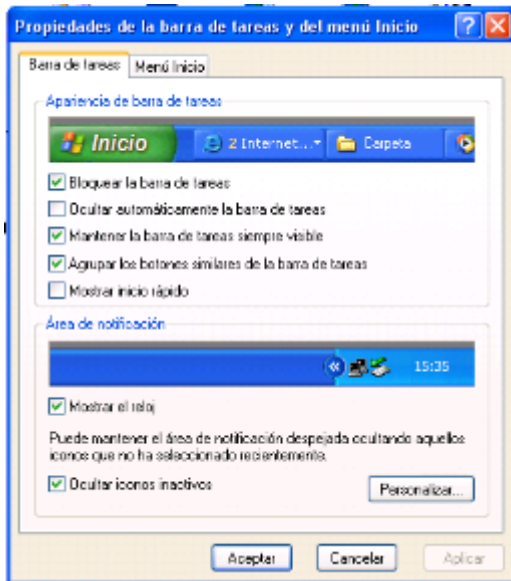 Propiedades de la barra de tareas y del menú Inicio
Barra de tareas Menú Inicio
Apariencia de barra de tareas
Inicio 2 Internet... Carpeta
Bloquear la barra de tareas
Ocultar automáticamente la barra de tareas
Mantener la barra de tareas siempre visible
Agrupar los botones similares de la barra de tareas
Mostrar inicio rápido
Área de notificación
15:35
Mostrar el reloj
Puede mantener el área de notificación despejada ocultando aquellos
iconos que no ha seleccionado recientemente.
Ocultar iconos inactivos
Personalizar...
Aceptar Cancelar Aplicar